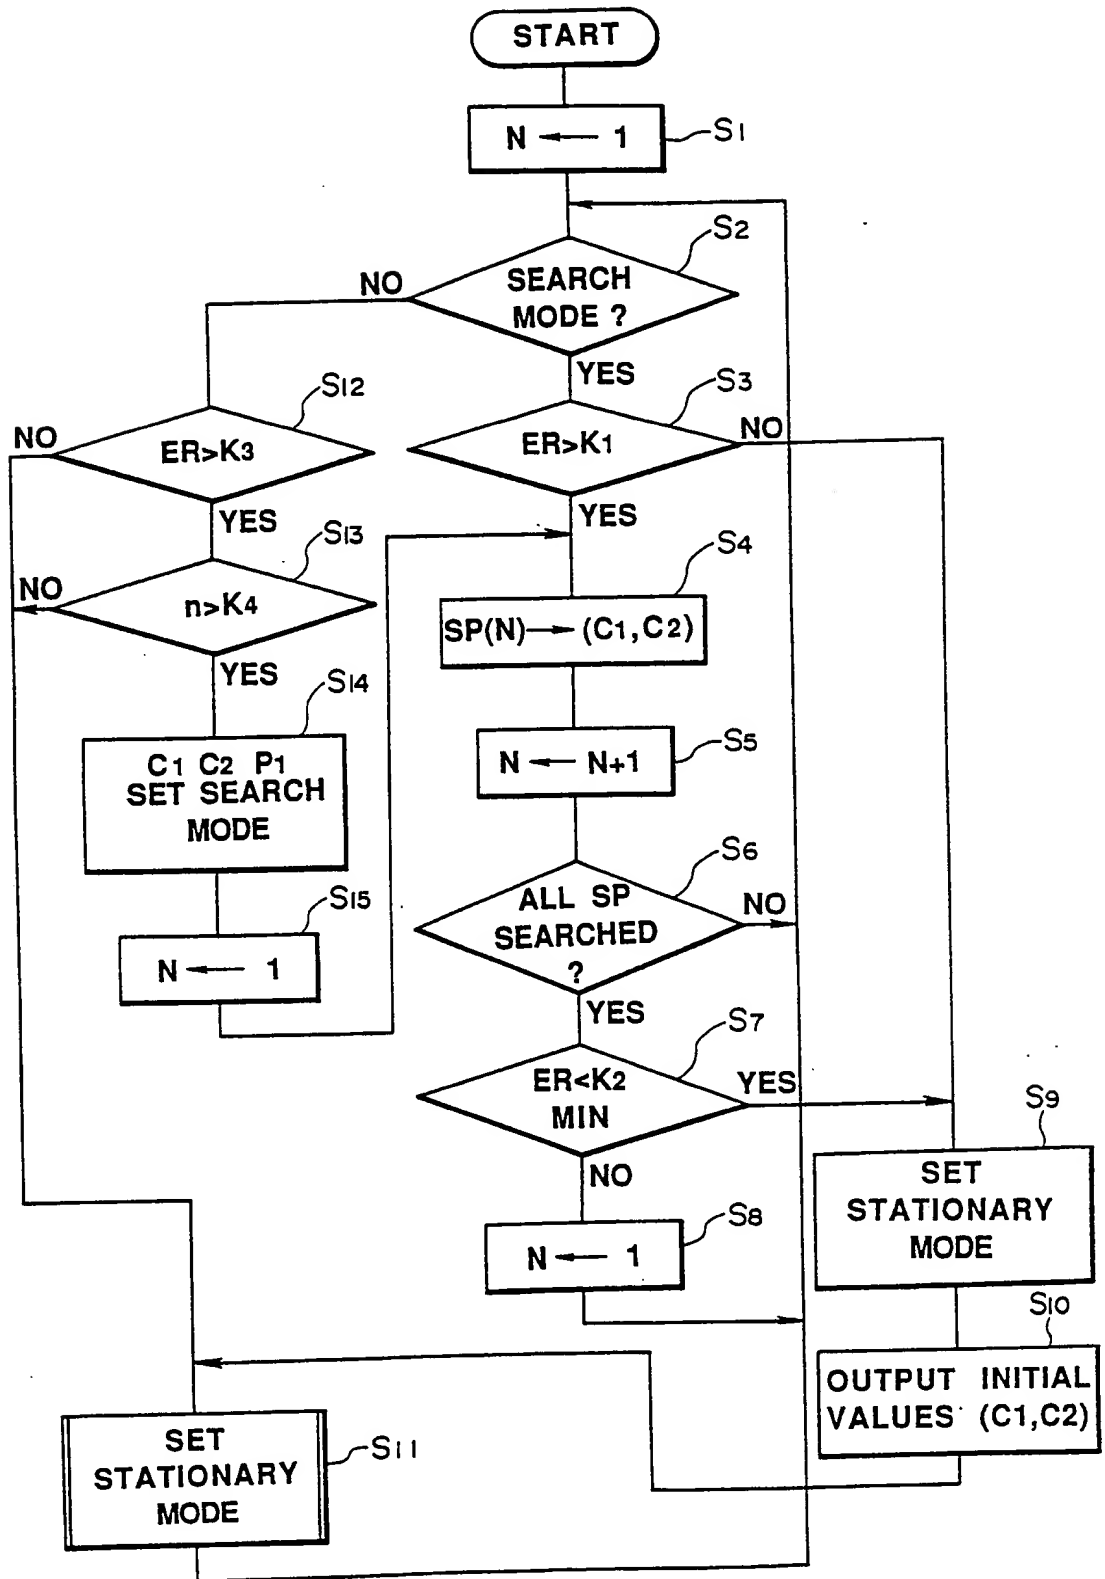 START
N ← 1
S1
S2
NO
SEARCH
MODE ?
YES
S12
S3
NO
ER>K3
ER>K1
NO
YES
YES
S13
S4
NO
n>K4
SP(N)→(C1,C2)
YES
S14
S5
C1 C2 P1
SET SEARCH
MODE
N ← N+1
S6
S15
ALL SP
SEARCHED
?
NO
N ← 1
YES
S7
ER<K2
MIN
YES
S9
NO
SET
STATIONARY
MODE
S8
N ← 1
S10
OUTPUT INITIAL
VALUES (C1,C2)
SET
STATIONARY
MODE
S11